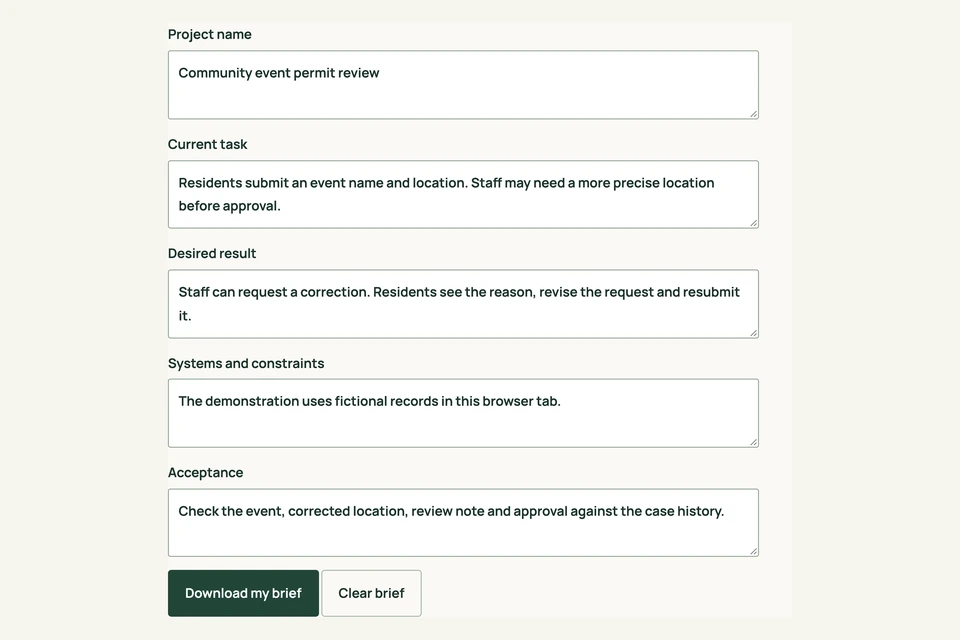 Project name
Community event permit review
Current task
Residents submit an event name and location. Staff may need a more precise location
before approval.
Desired result
Staff can request a correction. Residents see the reason, revise the request and resubmit
it.
Systems and constraints
The demonstration uses fictional records in this browser tab.
Acceptance
Check the event, corrected location, review note and approval against the case history.
Download my brief
Clear brief